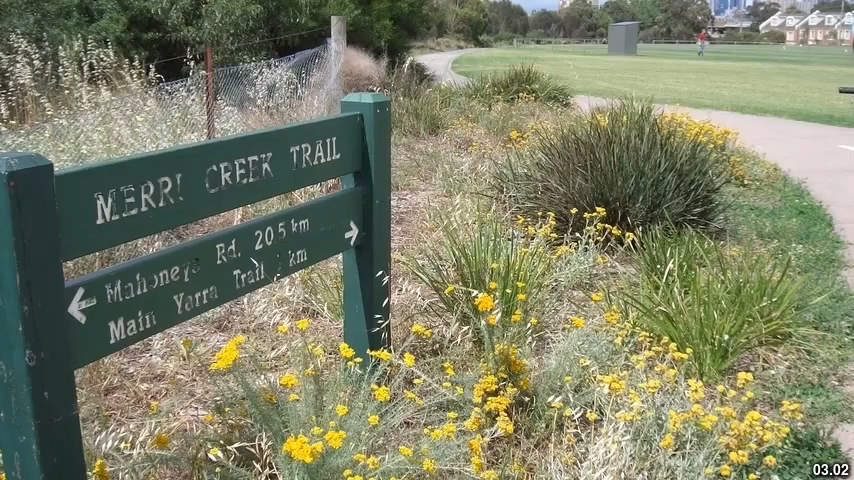 MERRI CREEK TRAIL
Mahoneys Rd. 20.5 km
Main Yarra Trail km
03.02